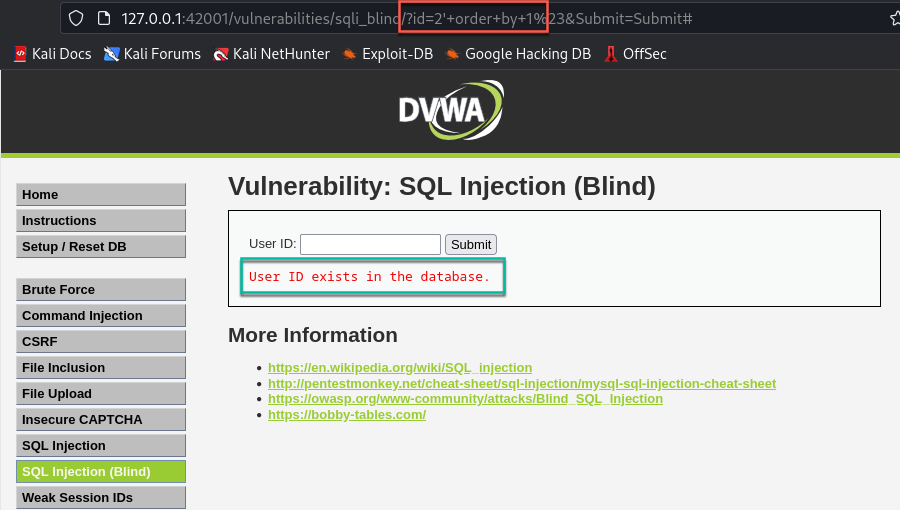 127.0.0.1:42001/vulnerabilities/sqli_blind/?id=2'+order+by+1%23&Submit=Submit#
Kali Docs Kali Forums Kali NetHunter Exploit-DB Google Hacking DB OffSec
DVWA
Home
Instructions
Setup / Reset DB
Brute Force
Command Injection
CSRF
File Inclusion
File Upload
Insecure CAPTCHA
SQL Injection
SQL Injection (Blind)
Weak Session IDs
Vulnerability: SQL Injection (Blind)
User ID: Submit
User ID exists in the database.
More Information
https://en.wikipedia.org/wiki/SQL_injection
http://pentestmonkey.net/cheat-sheet/sql-injection/mysql-sql-injection-cheat-sheet
https://owasp.org/www-community/attacks/Blind_SQL_Injection
https://bobby-tables.com/